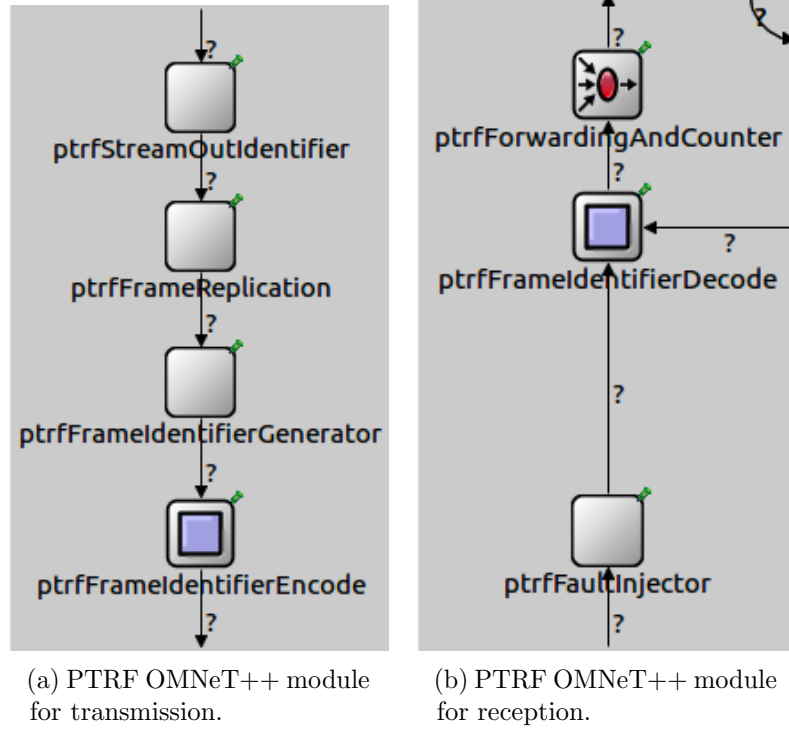 ?
ptrfStreamOutIdentifier
?
ptrfFrameReplication
?
ptrfFrameIdentifierGenerator
?
ptrfFrameIdentifierEncode
?
(a) PTRF OMNeT++ module
for transmission.
?
?
ptrfForwardingAndCounter
?
?
ptrfFrameIdentifierDecode
?
ptrfFaultInjector
?
(b) PTRF OMNeT++ module
for reception.